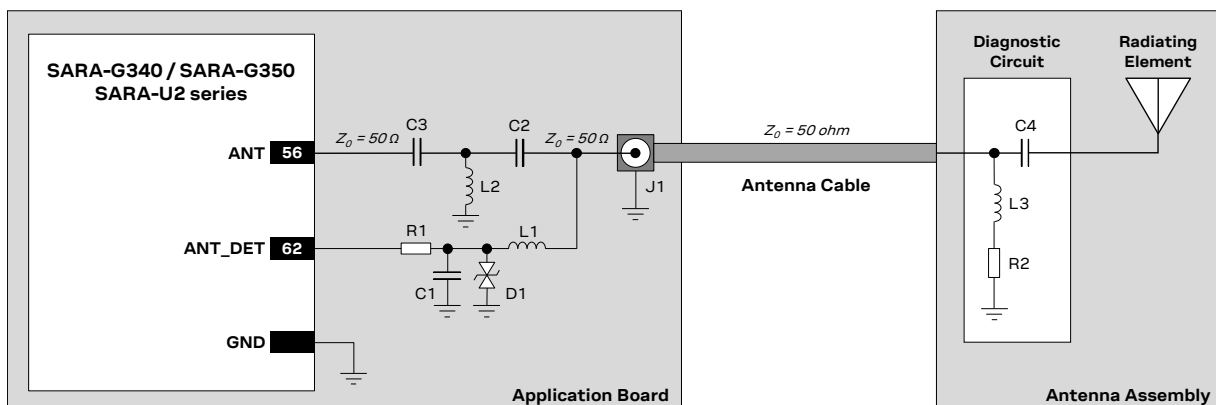 SARA-G340 / SARA-G350
SARA-U2 series
ANT
56
Z₀ = 50 Ω
C3
C2
Z₀ = 50 Ω
L2
J1
ANT_DET
62
R1
L1
C1
D1
GND
Application Board
Z₀ = 50 ohm
Antenna Cable
Diagnostic
Circuit
Radiating
Element
C4
L3
R2
Antenna Assembly